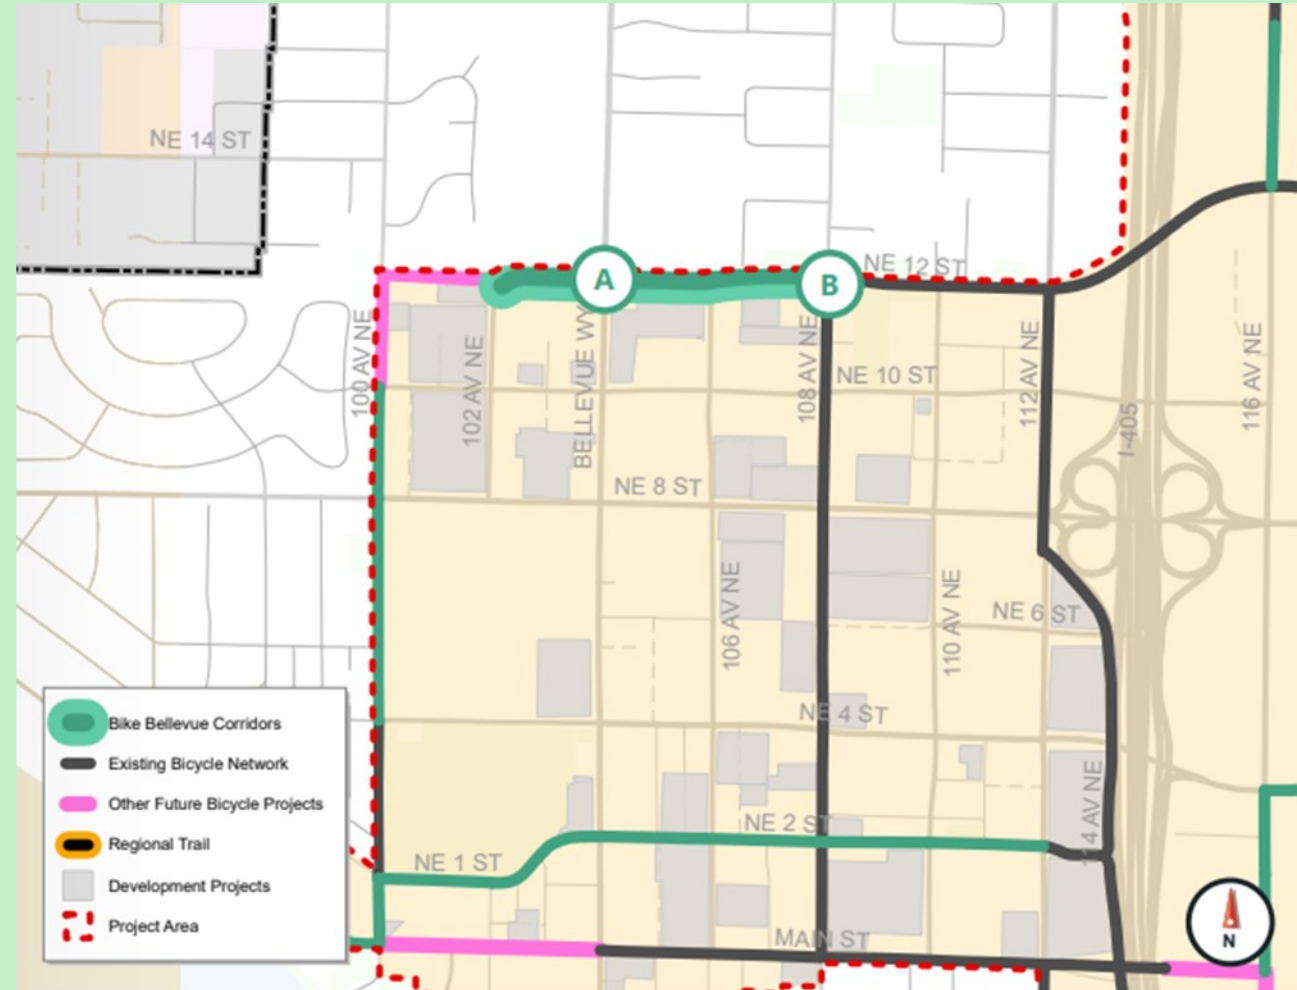 NE 14 ST
A
B
NE 12 ST
100 AV NE
102 AV NE
BELLEVUE WY
108 AV NE
NE 10 ST
112 AV NE
I-405
116 AV NE
NE 8 ST
106 AV NE
110 AV NE
NE 6 ST
NE 4 ST
114 AV NE
NE 2 ST
NE 1 ST
MAIN ST
Bike Bellevue Corridors
Existing Bicycle Network
Other Future Bicycle Projects
Regional Trail
Development Projects
Project Area
N